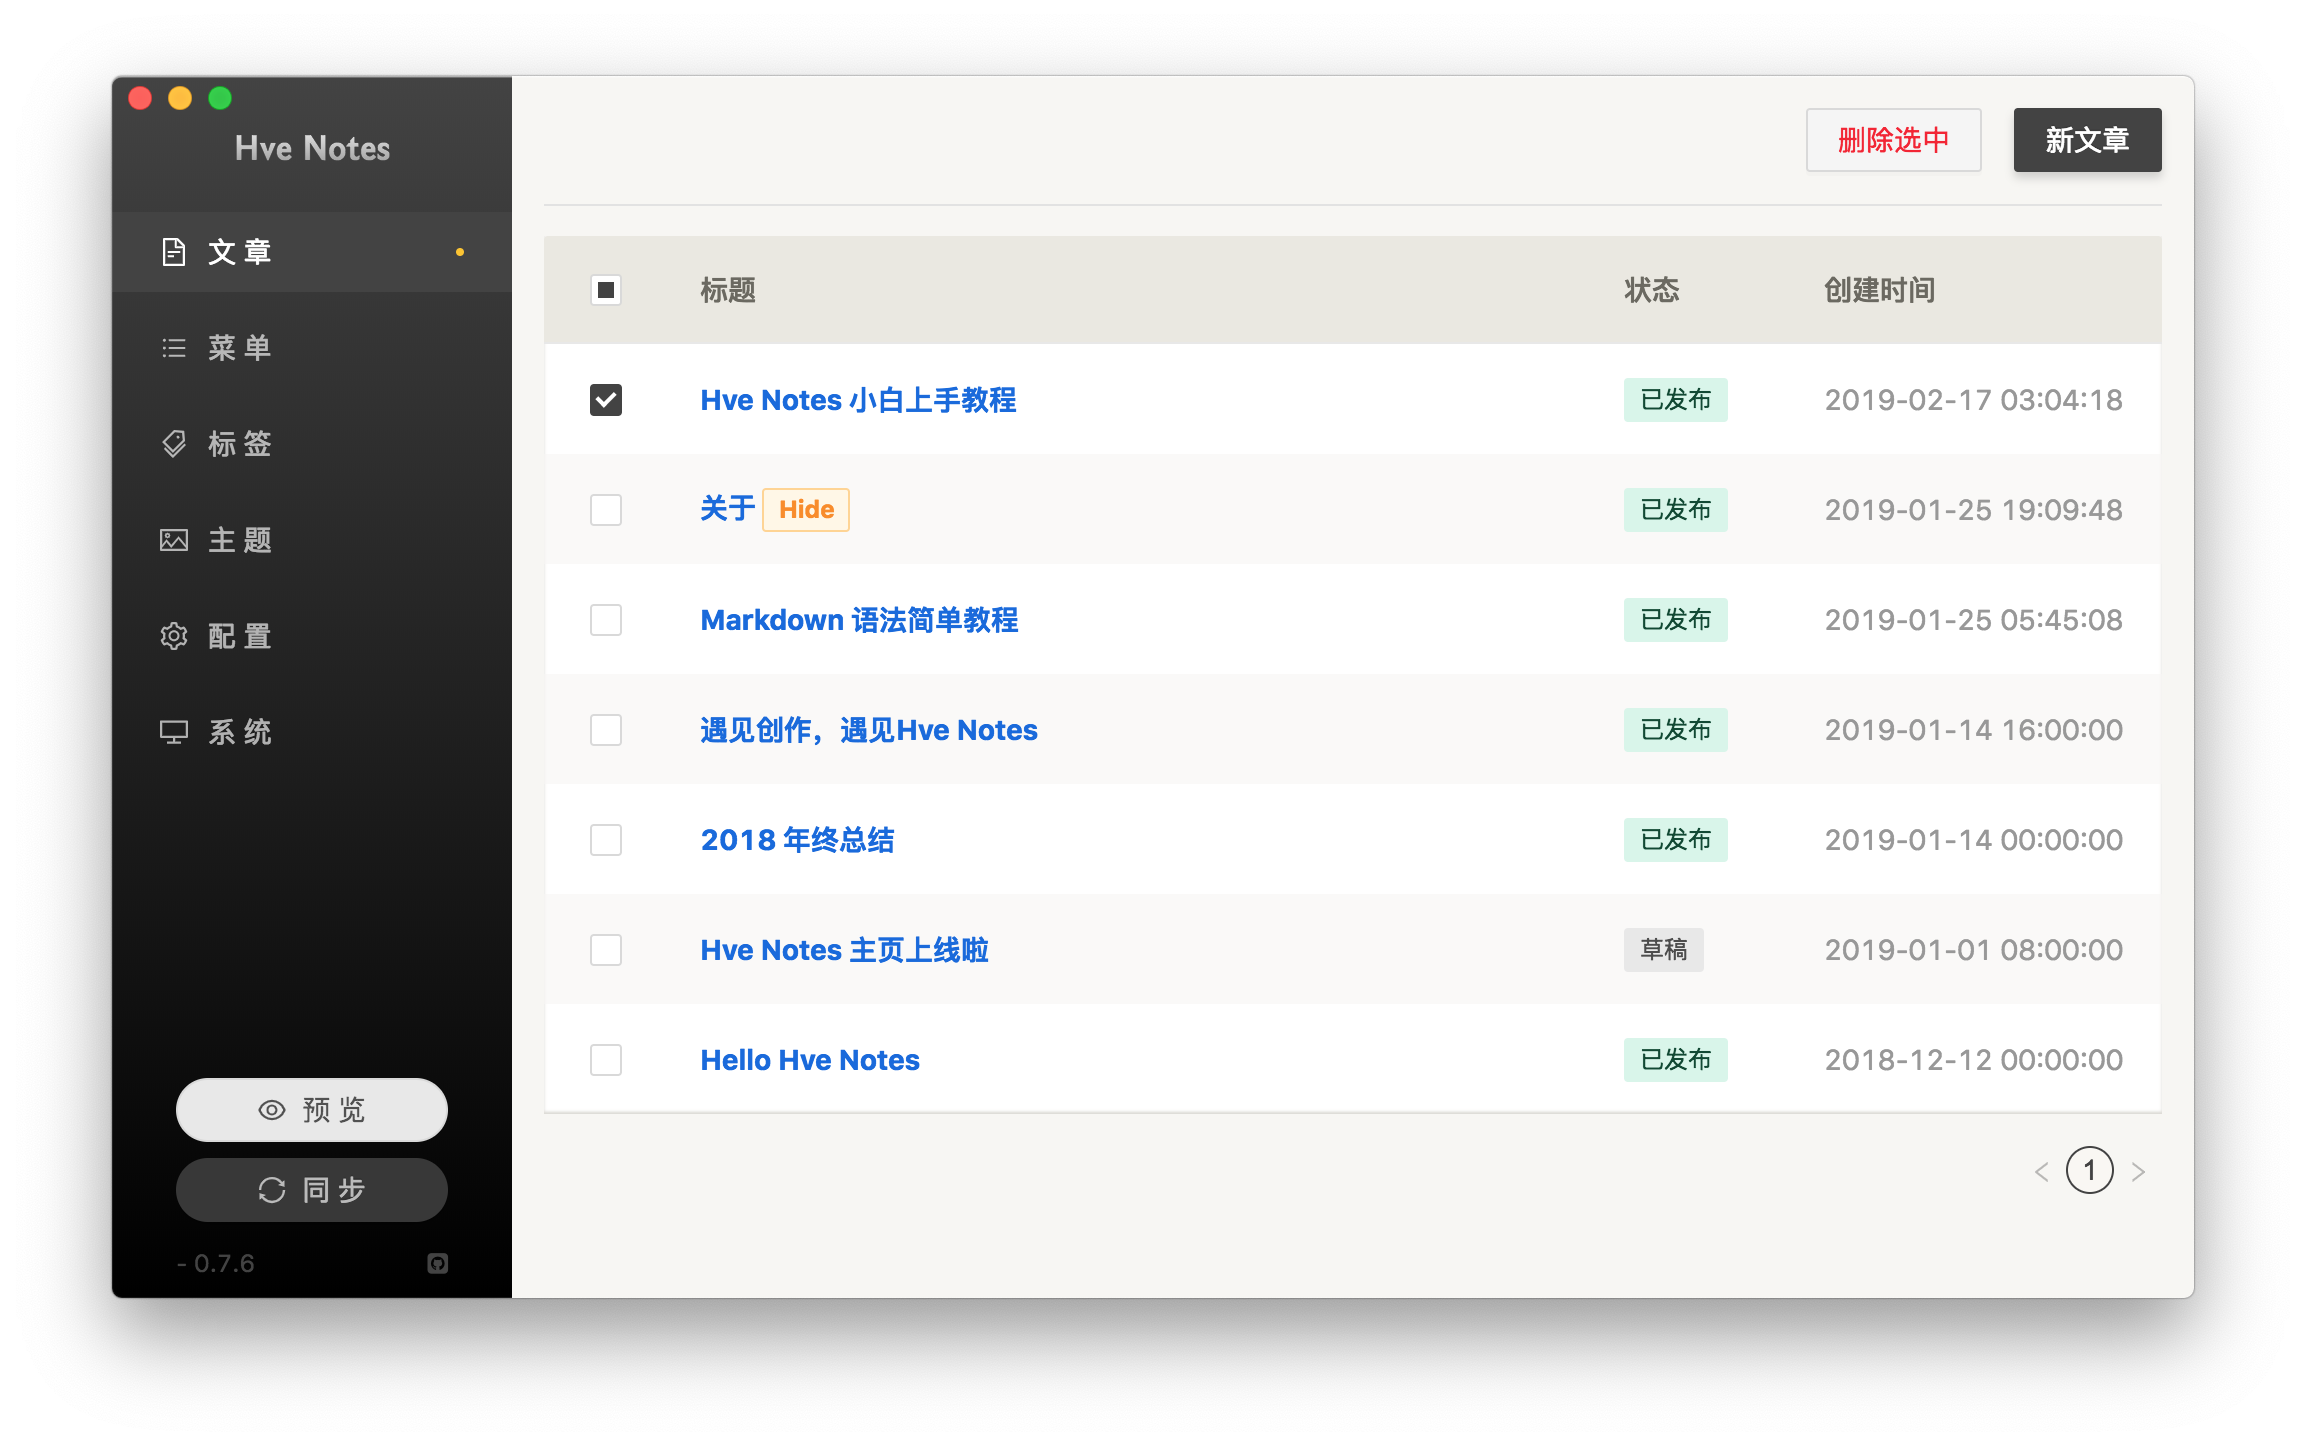 Hve Notes
文章
菜单
标签
主题
配置
系统
预览
同步
- 0.7.6
删除选中 新文章
标题 状态 创建时间
Hve Notes 小白上手教程 已发布 2019-02-17 03:04:18
关于 Hide 已发布 2019-01-25 19:09:48
Markdown 语法简单教程 已发布 2019-01-25 05:45:08
遇见创作，遇见Hve Notes 已发布 2019-01-14 16:00:00
2018 年终总结 已发布 2019-01-14 00:00:00
Hve Notes 主页上线啦 草稿 2019-01-01 08:00:00
Hello Hve Notes 已发布 2018-12-12 00:00:00
1